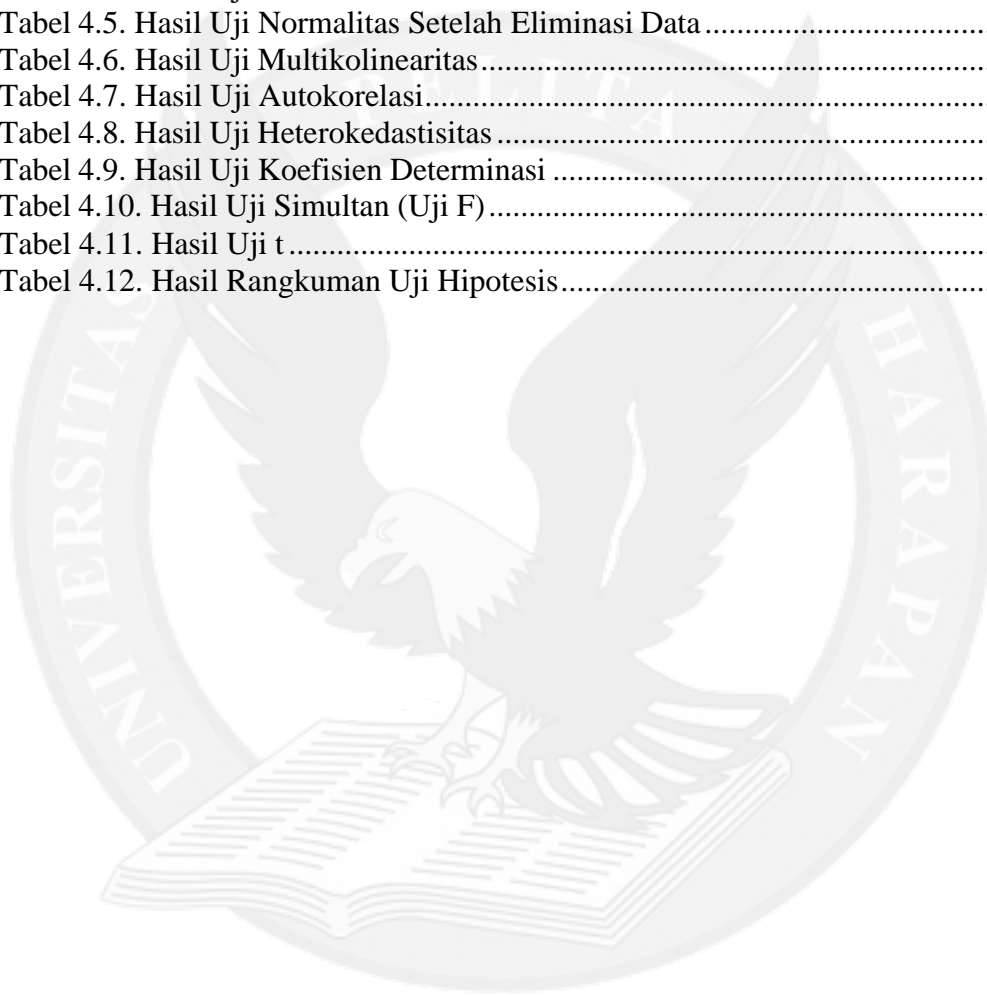 Tabel 4.5. Hasil Uji Normalitas Setelah Eliminasi Data.......................................
Tabel 4.6. Hasil Uji Multikolinearitas....................................................................
Tabel 4.7. Hasil Uji Autokorelasi...........................................................................
Tabel 4.8. Hasil Uji Heterokedastisitas..................................................................
Tabel 4.9. Hasil Uji Koefisien Determinasi...........................................................
Tabel 4.10. Hasil Uji Simultan (Uji F)...................................................................
Tabel 4.11. Hasil Uji t............................................................................................
Tabel 4.12. Hasil Rangkuman Uji Hipotesis..........................................................
UNIVERSITAS PELITA HARAPAN